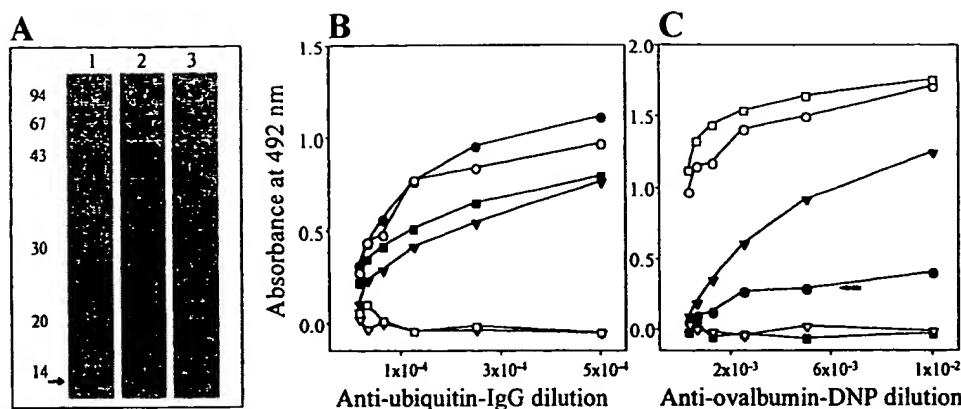 A
1 2 3
94
67
43
30
20
14
B
Absorbance at 492 nm
1.5
1.0
0.5
0.0
1x10-4 3x10-4 5x10-4
Anti-ubiquitin-IgG dilution
C
2.0
1.5
1.0
0.5
0.0
2x10-3 6x10-3 1x10-2
Anti-ovalbumin-DNP dilution